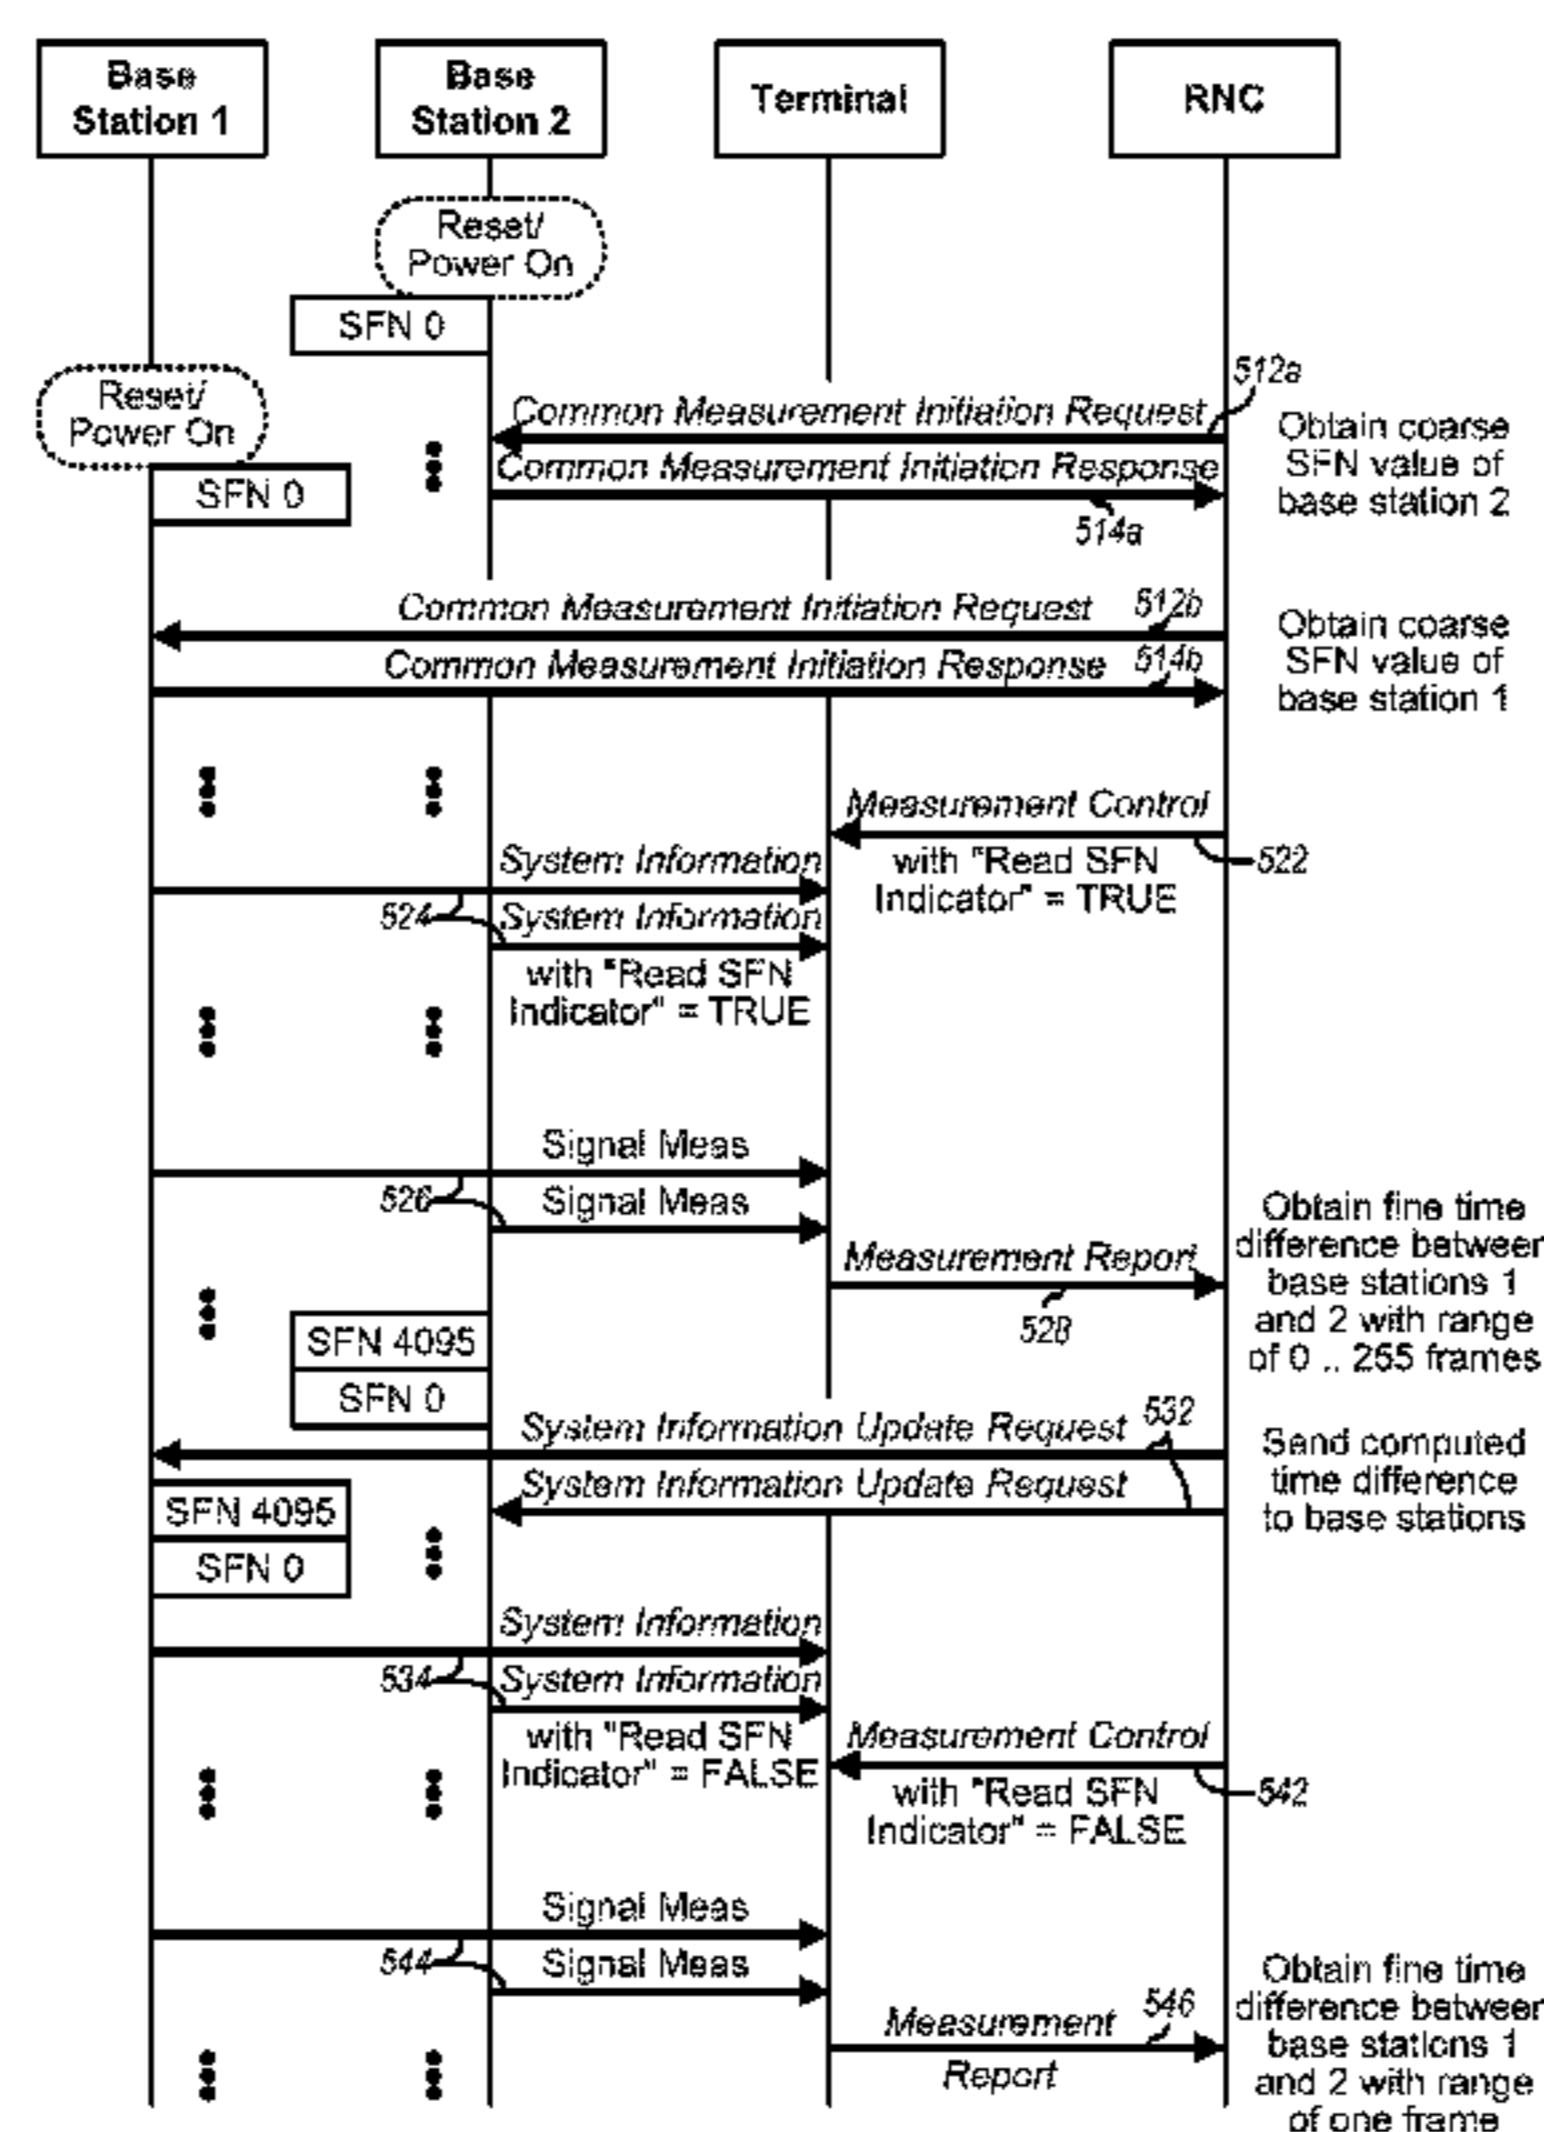 Base
Station 1
Base
Station 2
Terminal
RNC
Reset/
Power On
SFN 0
Reset/
Power On
SFN 0
512a
Common Measurement Initiation Request
Common Measurement Initiation Response
514a
Obtain coarse
SFN value of
base station 2
Common Measurement Initiation Request
512b
Common Measurement Initiation Response
514b
Obtain coarse
SFN value of
base station 1
Measurement Control
with "Read SFN
Indicator" = TRUE
522
System Information
524
System Information
with "Read SFN
Indicator" = TRUE
Signal Meas
526
Signal Meas
Measurement Report
528
Obtain fine time
difference between
base stations 1
and 2 with range
of 0 .. 255 frames
SFN 4095
SFN 0
System Information Update Request
532
System Information Update Request
Send computed
time difference
to base stations
SFN 4095
SFN 0
System Information
534
System Information
with "Read SFN
Indicator" = FALSE
Measurement Control
with "Read SFN
Indicator" = FALSE
542
Signal Meas
544
Signal Meas
Measurement
Report
546
Obtain fine time
difference between
base stations 1
and 2 with range
of one frame